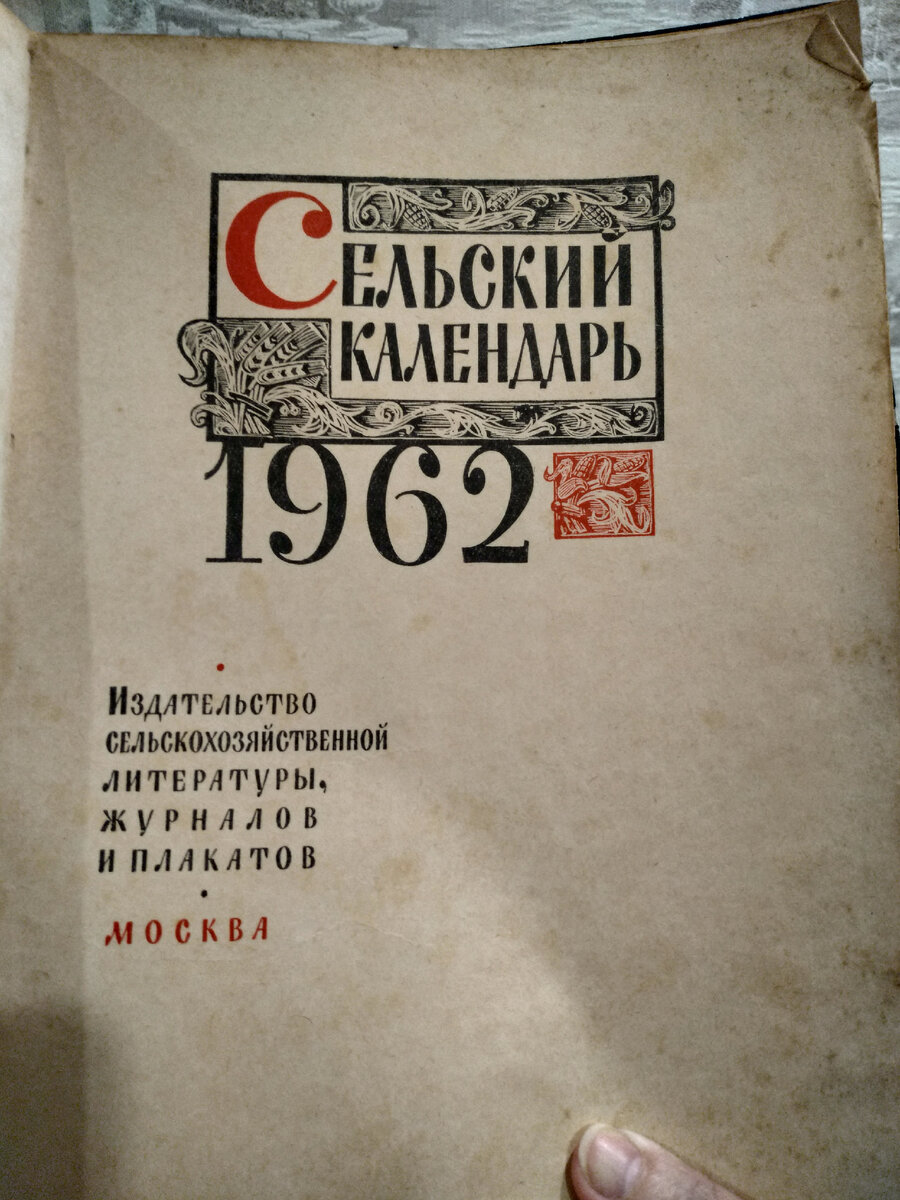 Сельский
календарь
1962
Издательство
сельскохозяйственной
литературы,
журналов
и плакатов
Москва